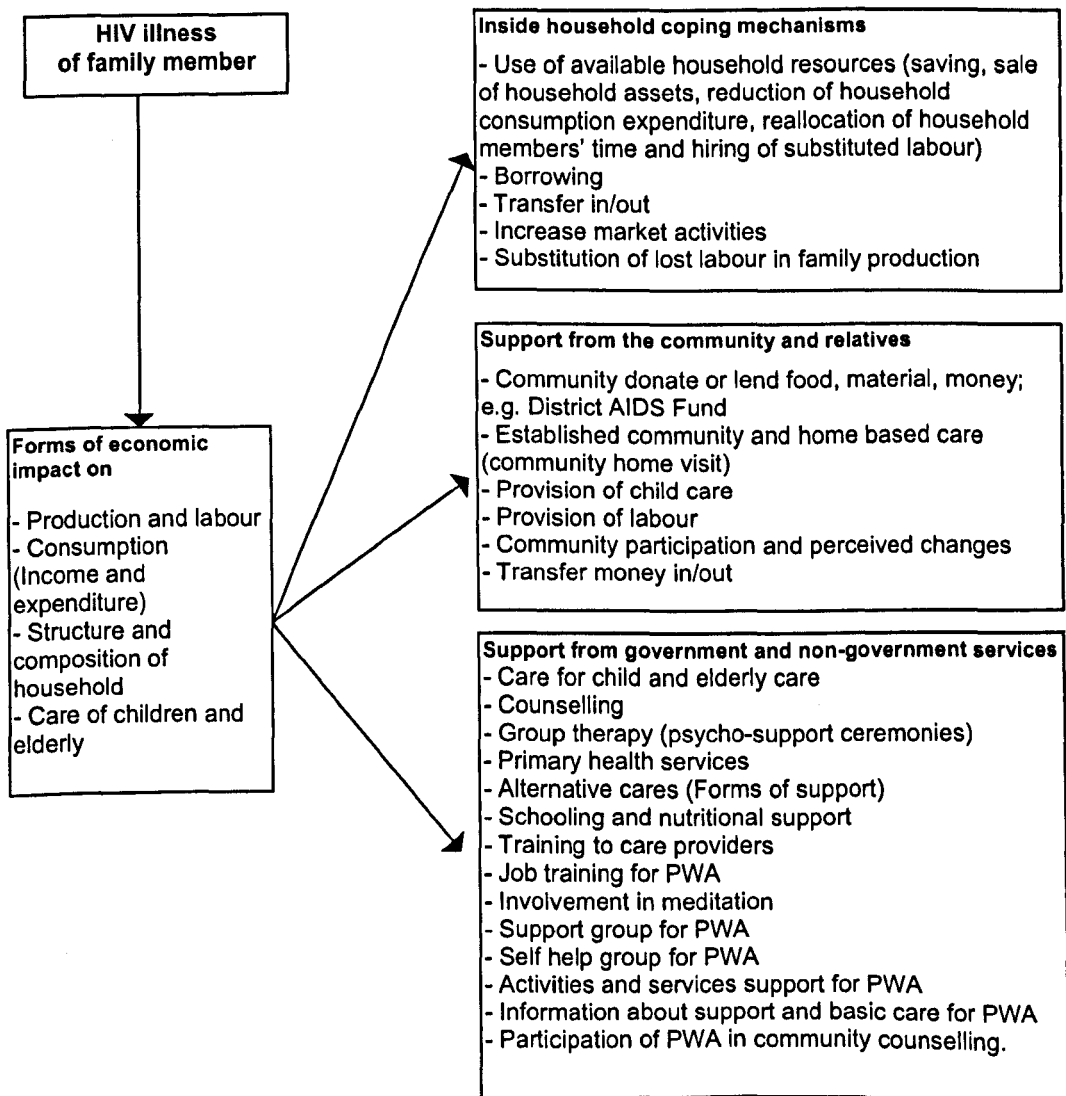 HIV illness
of family member
Forms of economic
impact on
- Production and labour
- Consumption
(Income and
expenditure)
- Structure and
composition of
household
- Care of children and
elderly
Inside household coping mechanisms
- Use of available household resources (saving, sale
of household assets, reduction of household
consumption expenditure, reallocation of household
members' time and hiring of substituted labour)
- Borrowing
- Transfer in/out
- Increase market activities
- Substitution of lost labour in family production
Support from the community and relatives
- Community donate or lend food, material, money;
e.g. District AIDS Fund
- Established community and home based care
(community home visit)
- Provision of child care
- Provision of labour
- Community participation and perceived changes
- Transfer money in/out
Support from government and non-government services
- Care for child and elderly care
- Counselling
- Group therapy (psycho-support ceremonies)
- Primary health services
- Alternative cares (Forms of support)
- Schooling and nutritional support
- Training to care providers
- Job training for PWA
- Involvement in meditation
- Support group for PWA
- Self help group for PWA
- Activities and services support for PWA
- Information about support and basic care for PWA
- Participation of PWA in community counselling.